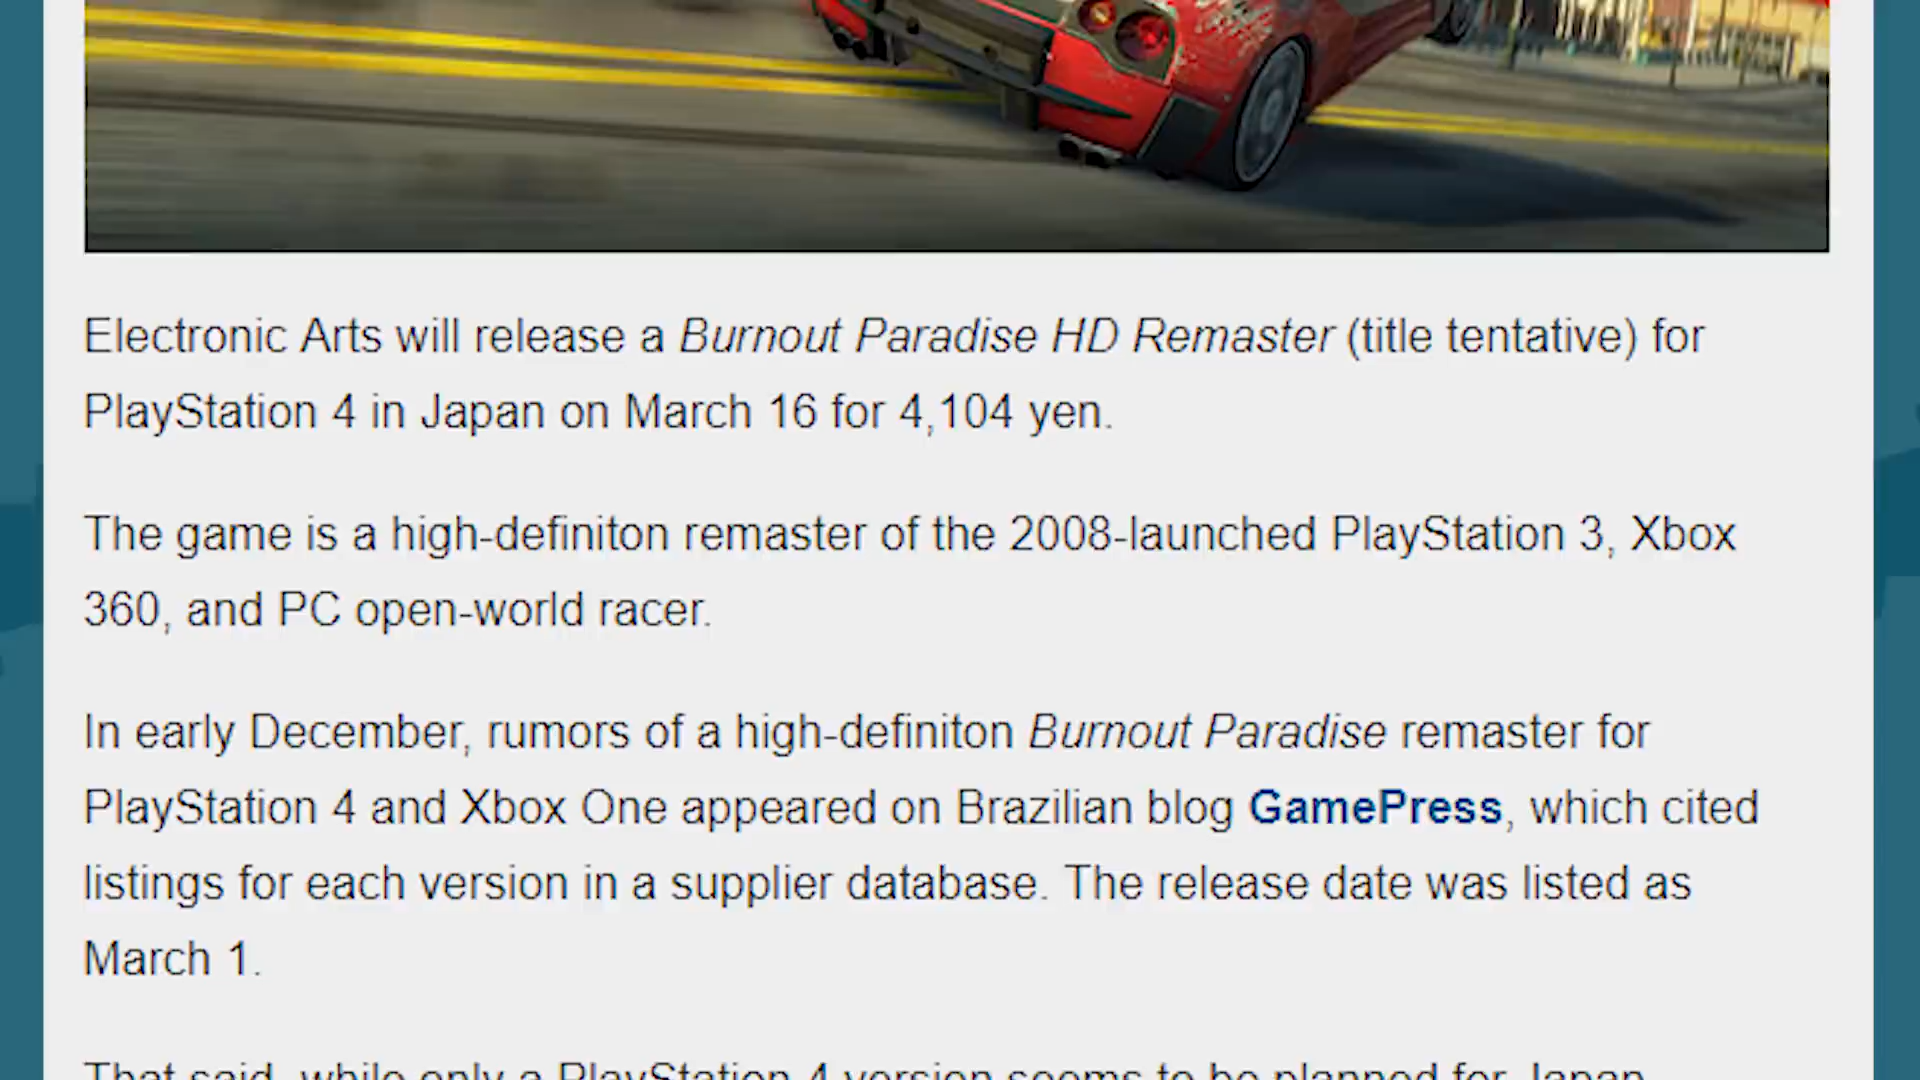 Electronic Arts will release a Burnout Paradise HD Remaster (title tentative) for
PlayStation 4 in Japan on March 16 for 4,104 yen.
The game is a high-definiton remaster of the 2008-launched PlayStation 3, Xbox
360, and PC open-world racer.
In early December, rumors of a high-definiton Burnout Paradise remaster for
PlayStation 4 and Xbox One appeared on Brazilian blog GamePress, which cited
listings for each version in a supplier database. The release date was listed as
March 1.
That said, while only a PlayStation 4 version seems to be planned for Japan,